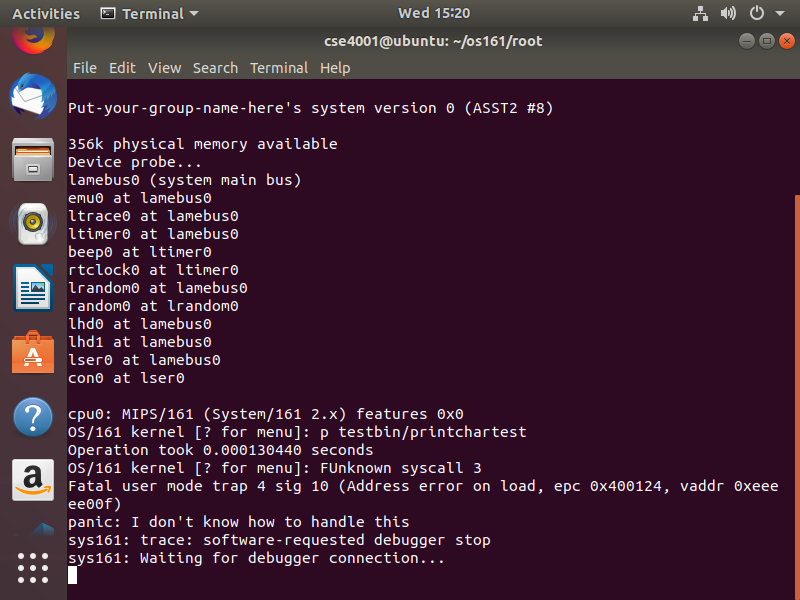 Activities Terminal Wed 15:20
cse4001@ubuntu: ~/os161/root
File Edit View Search Terminal Help
Put-your-group-name-here's system version 0 (ASST2 #8)
356k physical memory available
Device probe...
lamebus0 (system main bus)
emu0 at lamebus0
ltrace0 at lamebus0
ltimer0 at lamebus0
beep0 at ltimer0
rtclock0 at ltimer0
lrandom0 at lamebus0
random0 at lrandom0
lhd0 at lamebus0
lhd1 at lamebus0
lser0 at lamebus0
con0 at lser0
cpu0: MIPS/161 (System/161 2.x) features 0x0
OS/161 kernel [? for menu]: p testbin/printchartest
Operation took 0.000130440 seconds
OS/161 kernel [? for menu]: FUnknown syscall 3
Fatal user mode trap 4 sig 10 (Address error on load, epc 0x400124, vaddr 0xeee
ee00f)
panic: I don't know how to handle this
sys161: trace: software-requested debugger stop
sys161: Waiting for debugger connection...